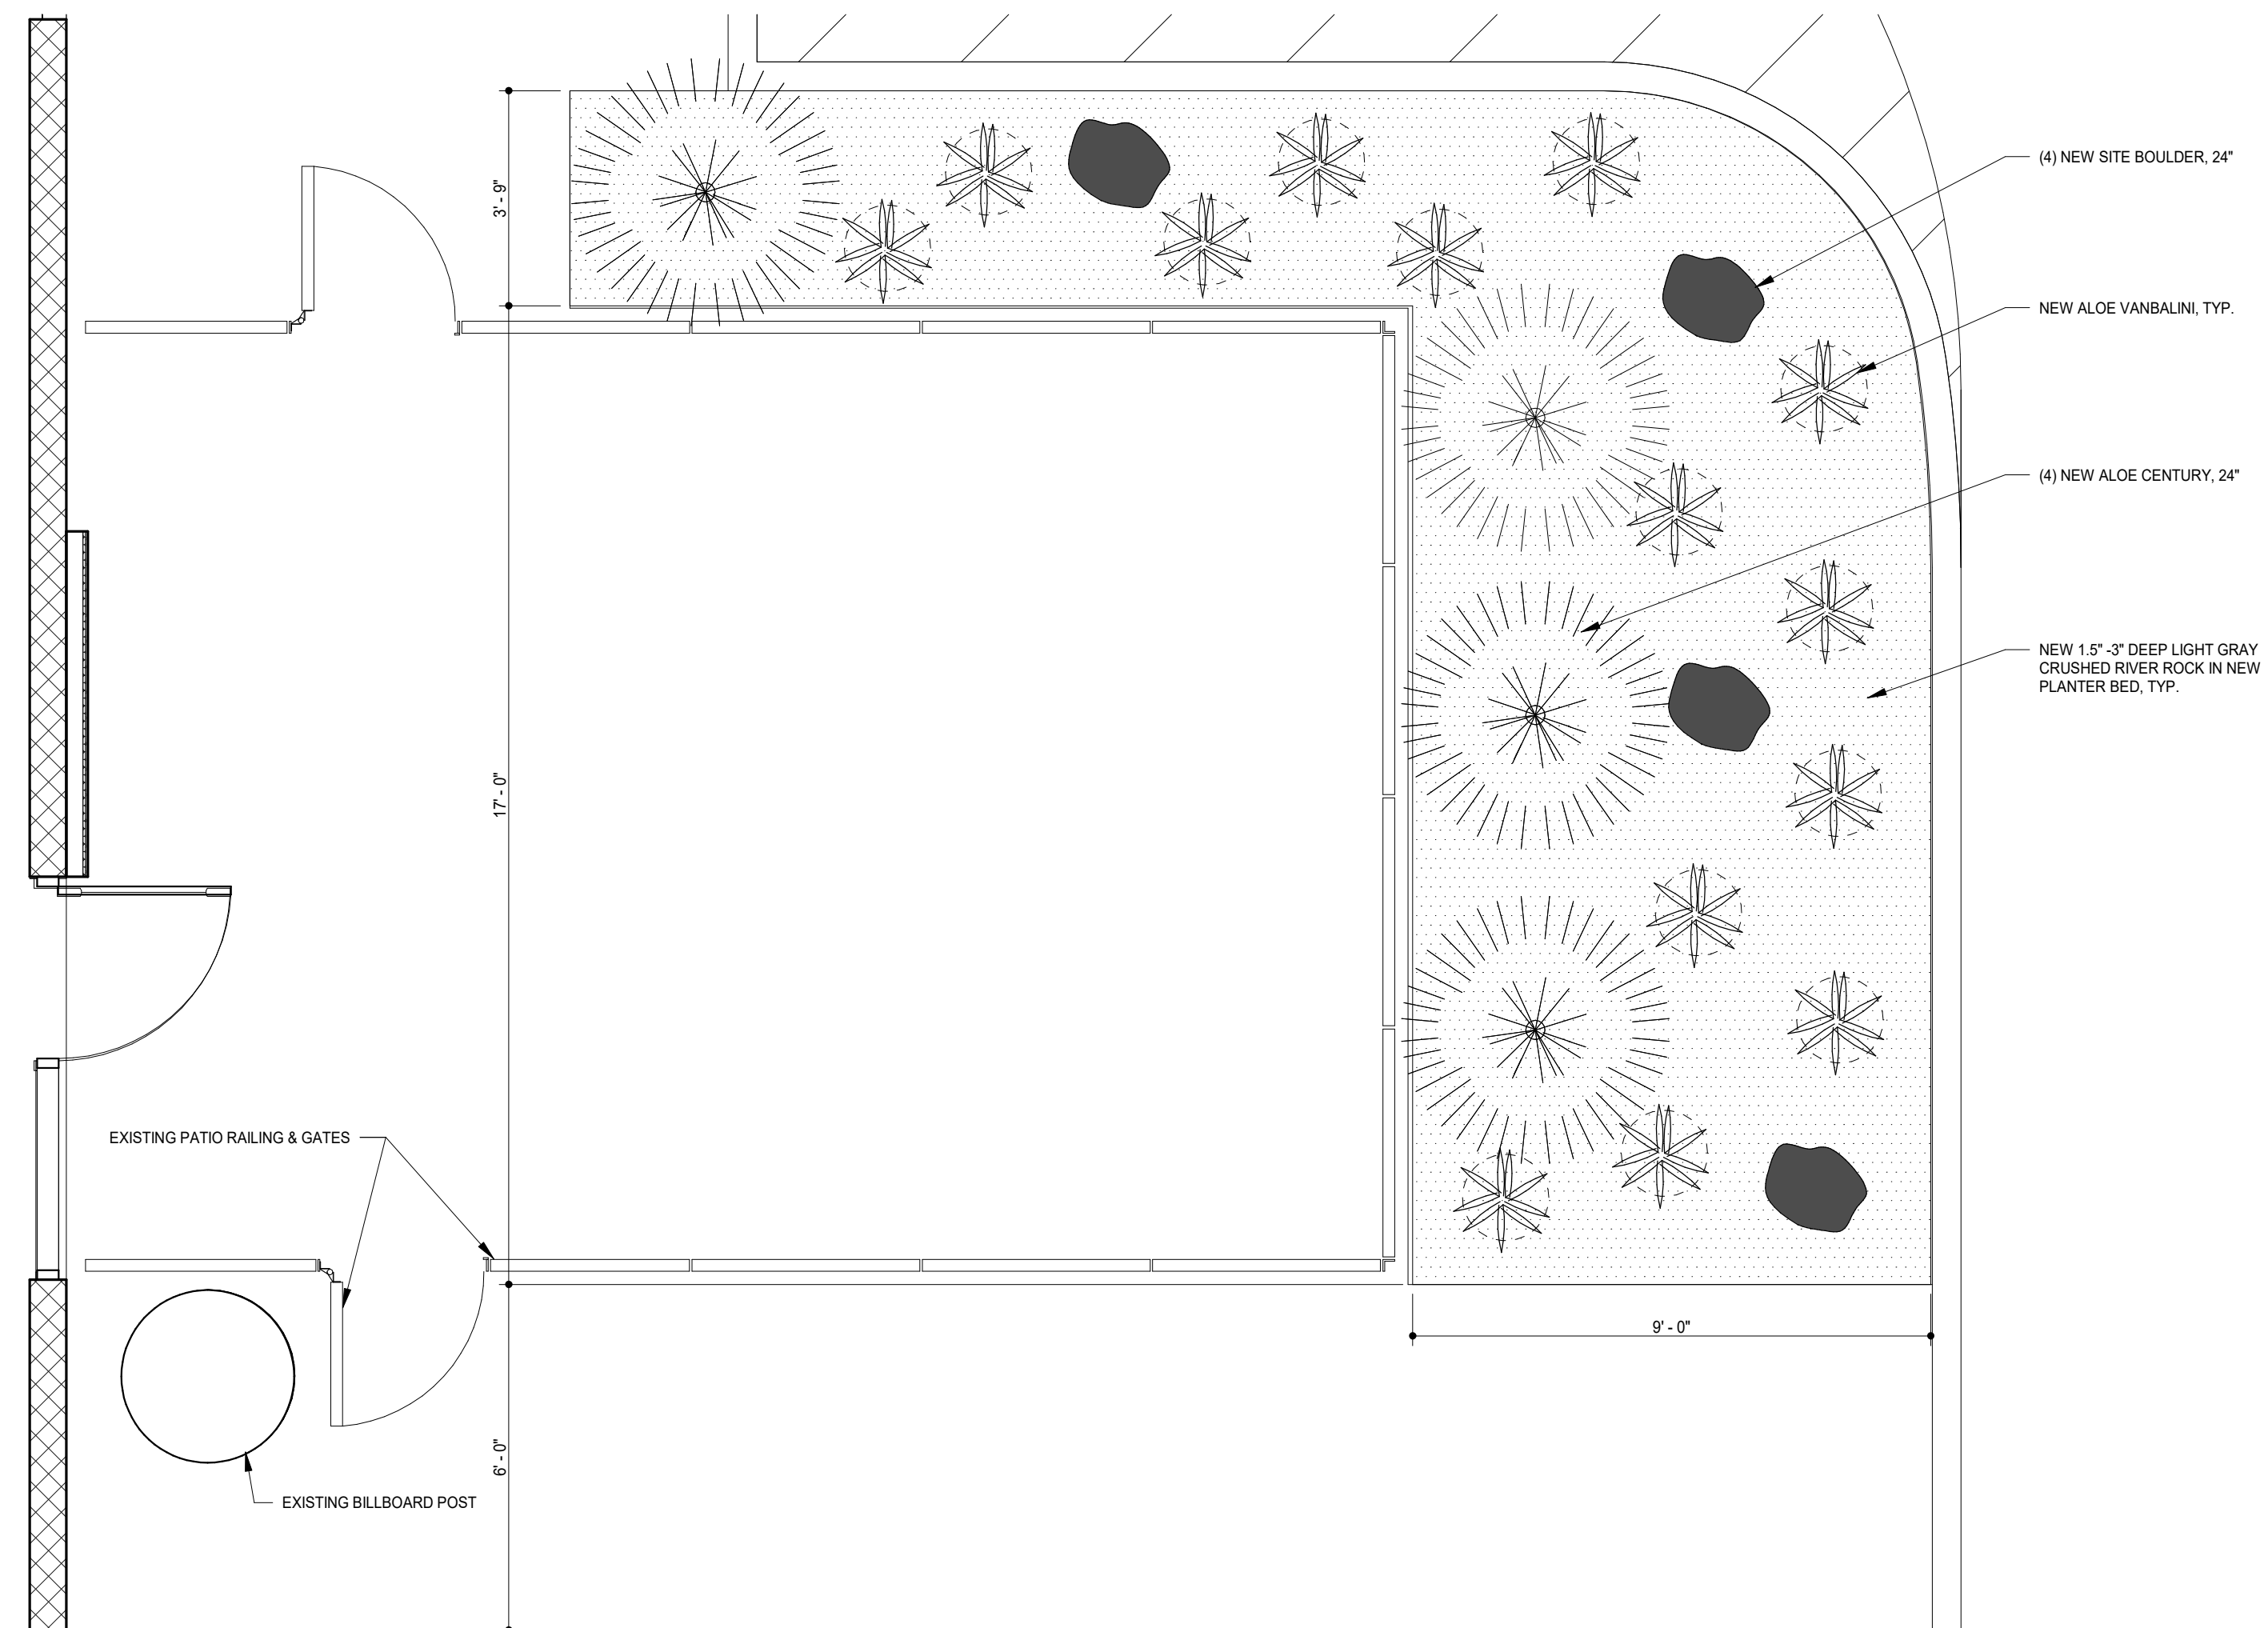 3' - 9"
(4) NEW SITE BOULDER, 24"
NEW ALOE VANBALINI, TYP.
(4) NEW ALOE CENTURY, 24"
NEW 1.5" -3" DEEP LIGHT GRAY
CRUSHED RIVER ROCK IN NEW
PLANTER BED, TYP.
17' - 0"
EXISTING PATIO RAILING & GATES
9' - 0"
6' - 0"
EXISTING BILLBOARD POST